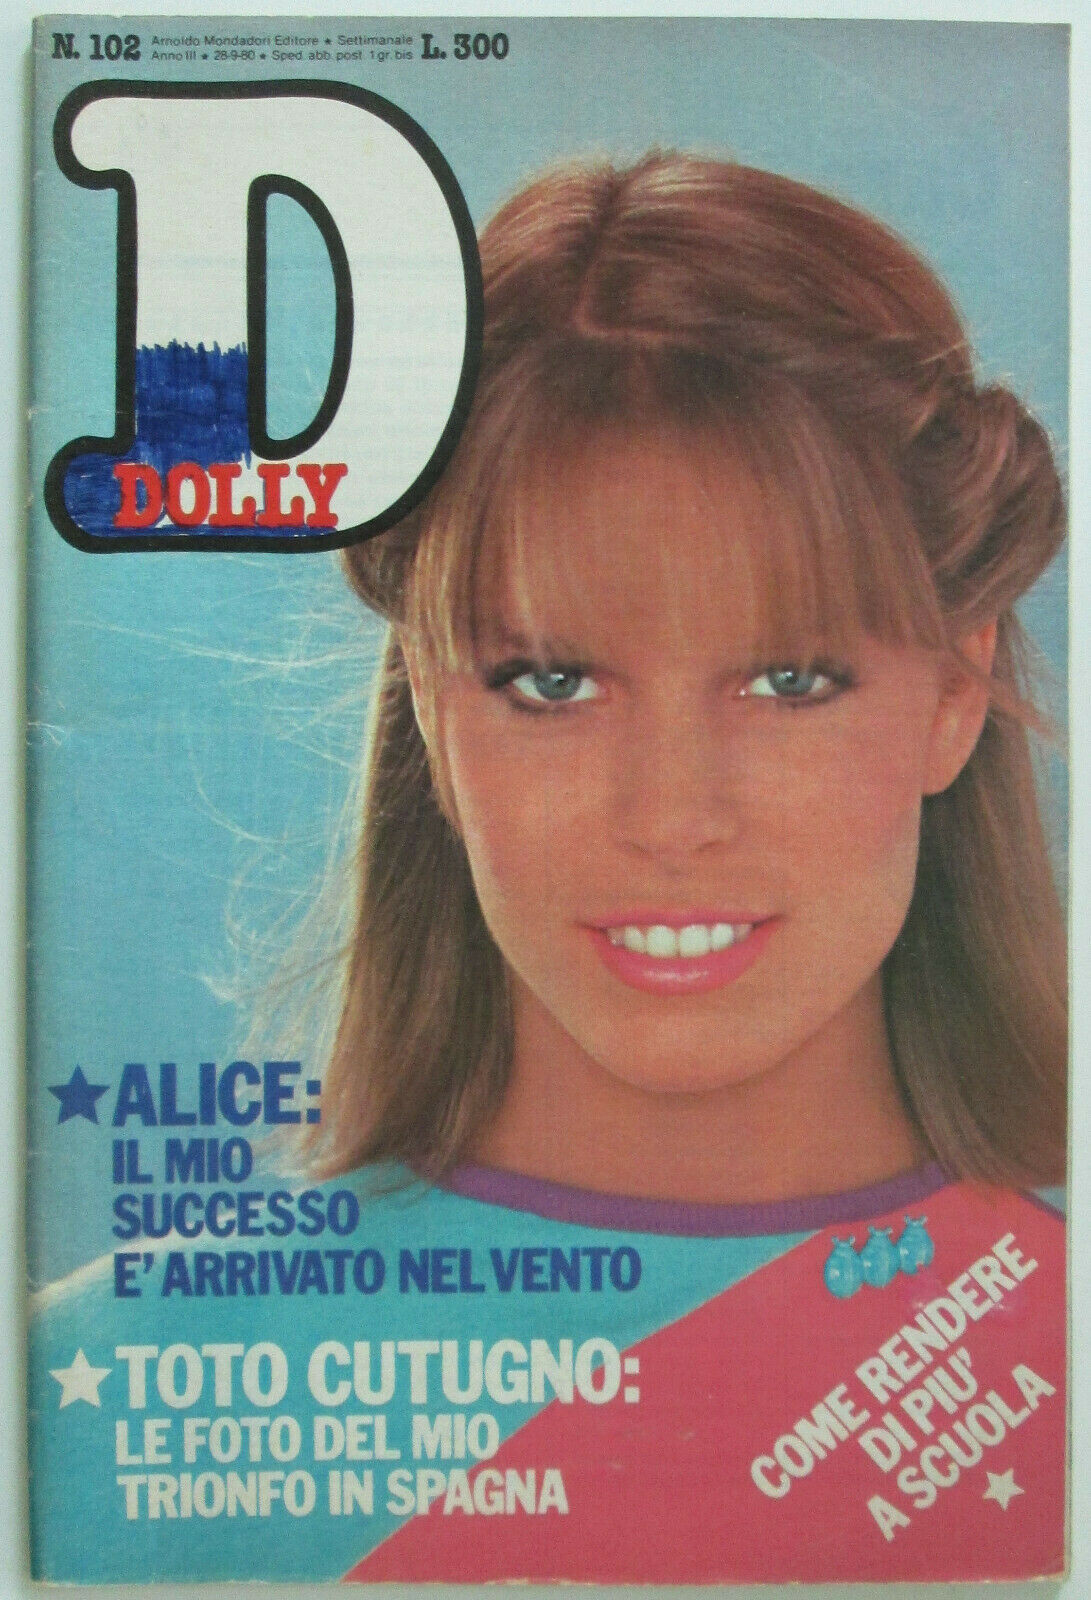 N. 102 Arnoldo Mondadori Editore ★ Settimanale L. 300
Anno III ★ 28-9-80 ★ Sped. abb. post. 1 gr. bis
D
DOLLY
★ ALICE:
IL MIO
SUCCESSO
E' ARRIVATO NEL VENTO
★ TOTO CUTUGNO:
LE FOTO DEL MIO
TRIONFO IN SPAGNA
COME RENDERE
DI PIU'
A SCUOLA
★